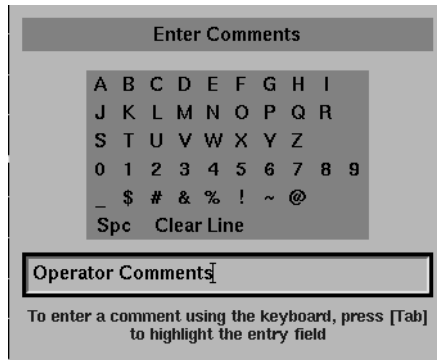 Enter Comments
A B C D E F G H I
J K L M N O P Q R
S T U V W X Y Z
0 1 2 3 4 5 6 7 8 9
_ $ # & % ! ~ @
Spc Clear Line
Operator Comments
To enter a comment using the keyboard, press [Tab]
to highlight the entry field